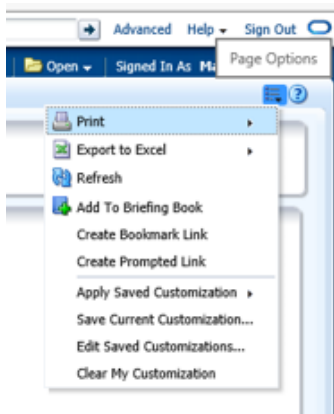 Advanced Help Sign Out
Open Signed In As Ma
Page Options
Print
Export to Excel
Refresh
Add To Briefing Book
Create Bookmark Link
Create Prompted Link
Apply Saved Customization
Save Current Customization...
Edit Saved Customizations...
Clear My Customization